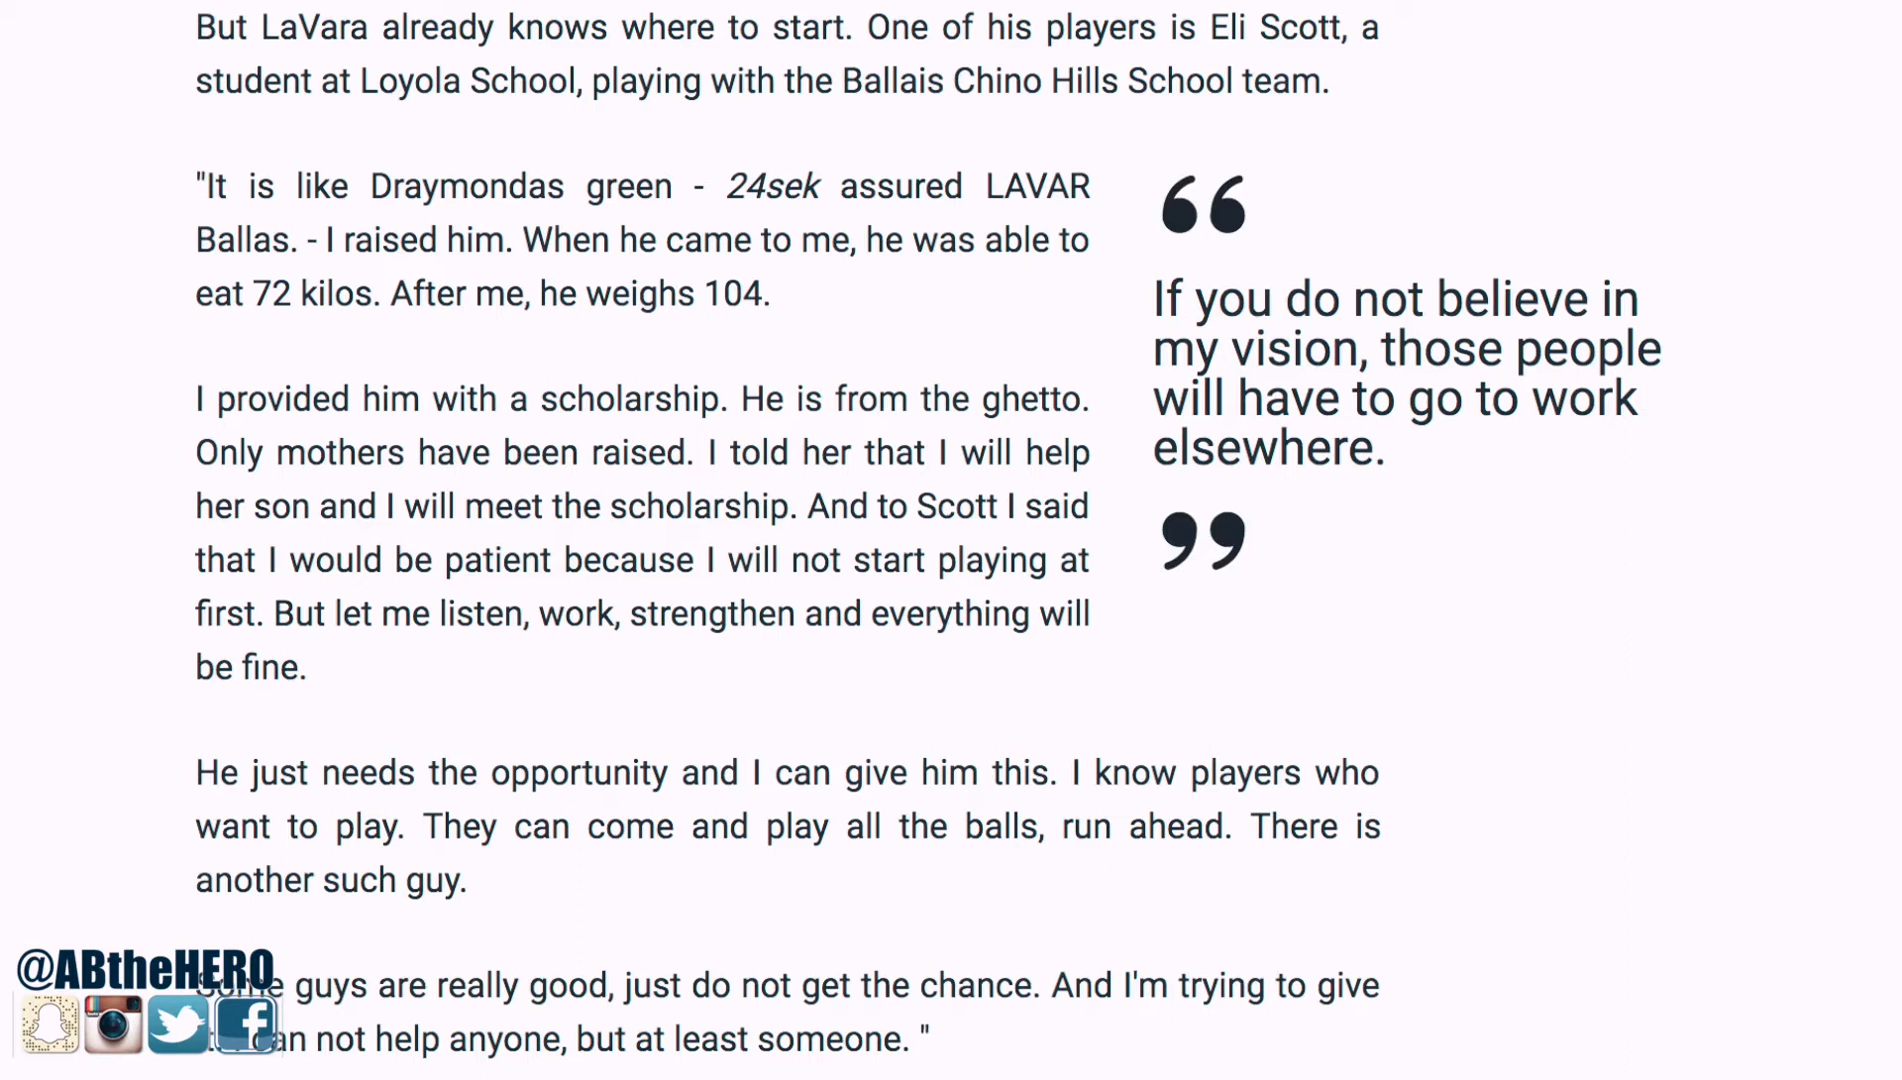 But LaVara already knows where to start. One of his players is Eli Scott, a
student at Loyola School, playing with the Ballais Chino Hills School team.
"It is like Draymondas green - 24sek assured LAVAR
Ballas. - I raised him. When he came to me, he was able to
eat 72 kilos. After me, he weighs 104.
I provided him with a scholarship. He is from the ghetto.
Only mothers have been raised. I told her that I will help
her son and I will meet the scholarship. And to Scott I said
that I would be patient because I will not start playing at
first. But let me listen, work, strengthen and everything will
be fine.
“
If you do not believe in
my vision, those people
will have to go to work
elsewhere.
”
He just needs the opportunity and I can give him this. I know players who
want to play. They can come and play all the balls, run ahead. There is
another such guy.
guys are really good, just do not get the chance. And I'm trying to give
can not help anyone, but at least someone. "
@ABtheHERO